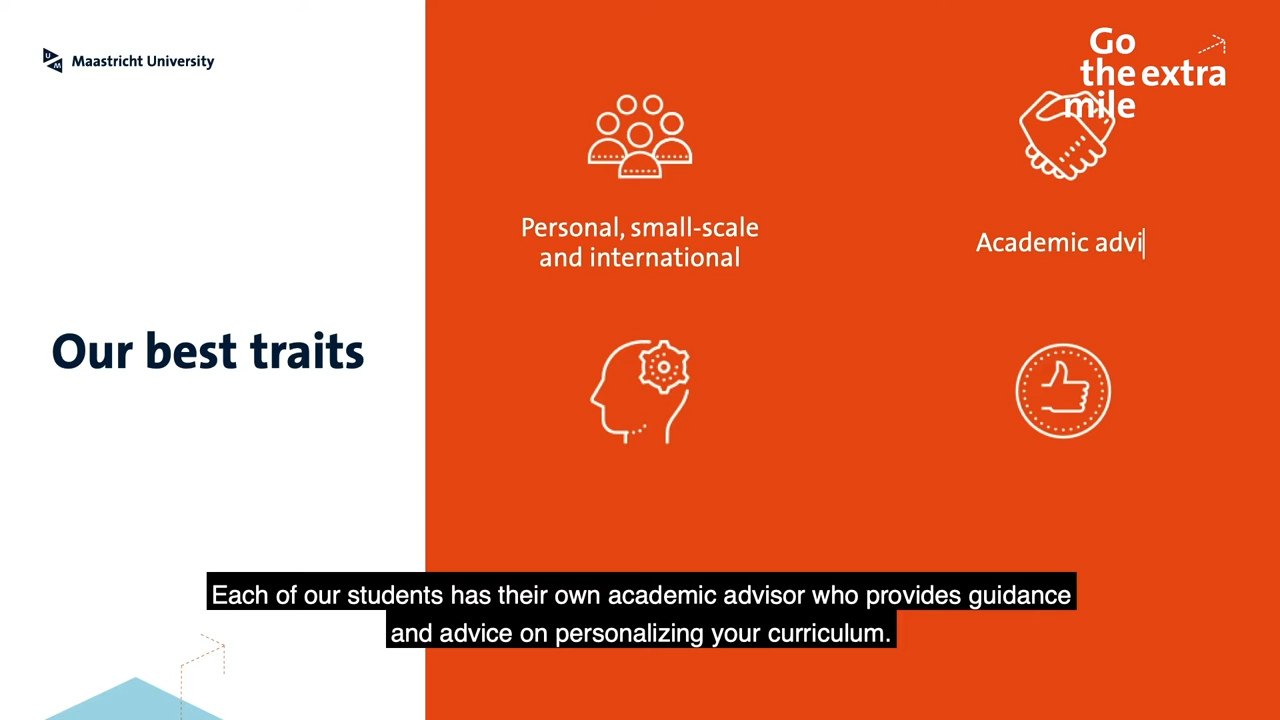 UM
Maastricht University
Go
the extra
mile
Personal, small-scale
and international
Academic advi
Our best traits
Each of our students has their own academic advisor who provides guidance
and advice on personalizing your curriculum.